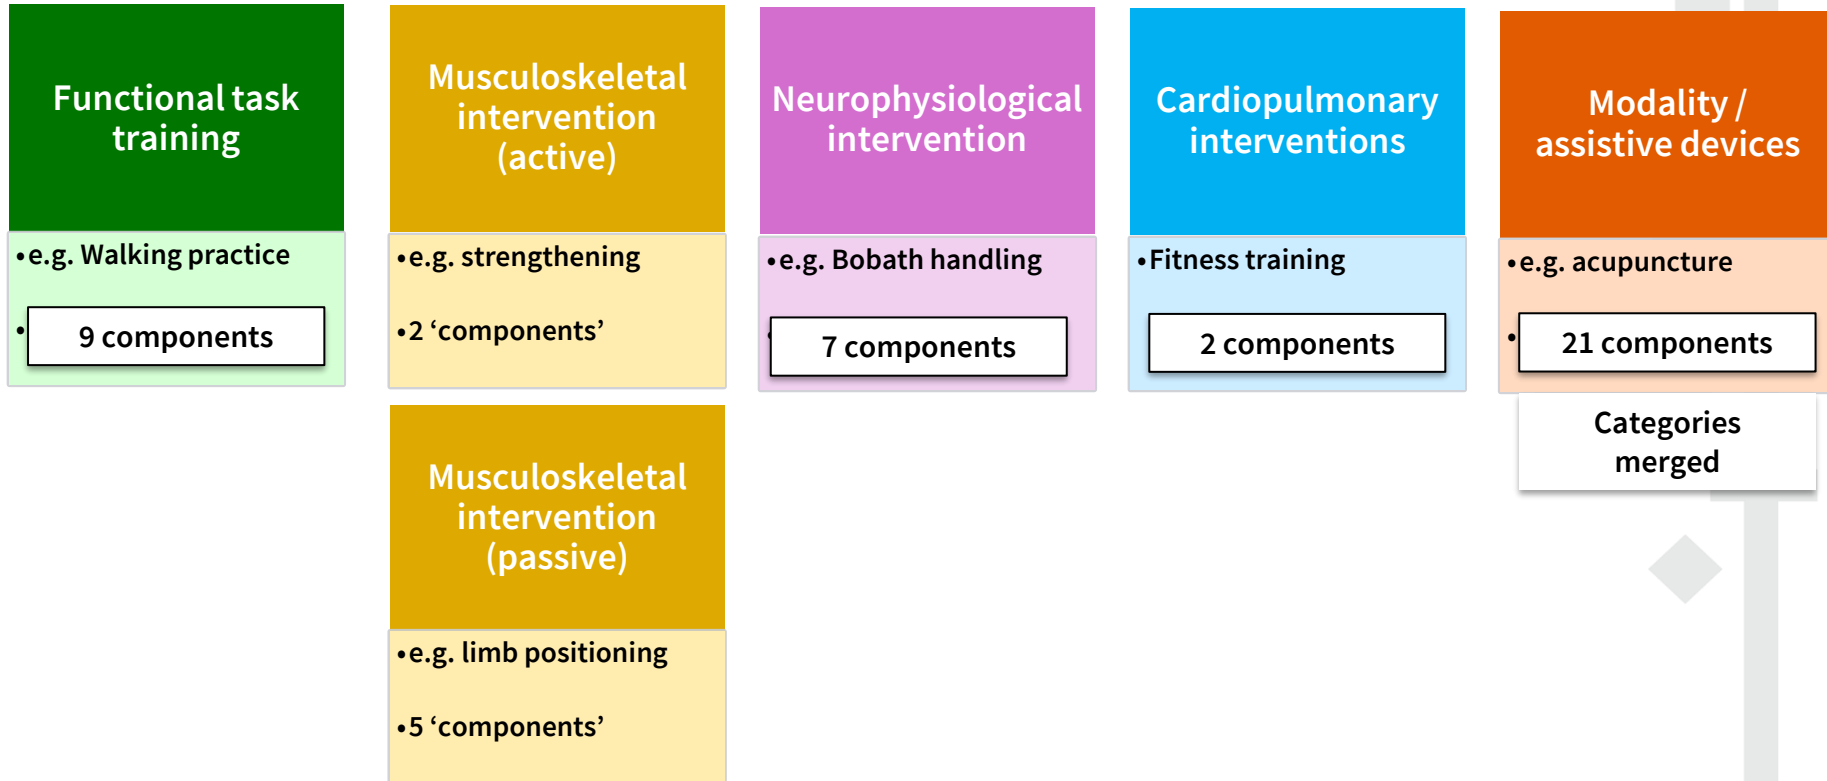 Functional task
training
•e.g. Walking practice
•
9 components
Musculoskeletal
intervention
(active)
•e.g. strengthening
•2 ‘components’
Musculoskeletal
intervention
(passive)
•e.g. limb positioning
•5 ‘components’
Neurophysiological
intervention
•e.g. Bobath handling
7 components
Cardiopulmonary
interventions
•Fitness training
2 components
Modality /
assistive devices
•e.g. acupuncture
•
21 components
Categories
merged